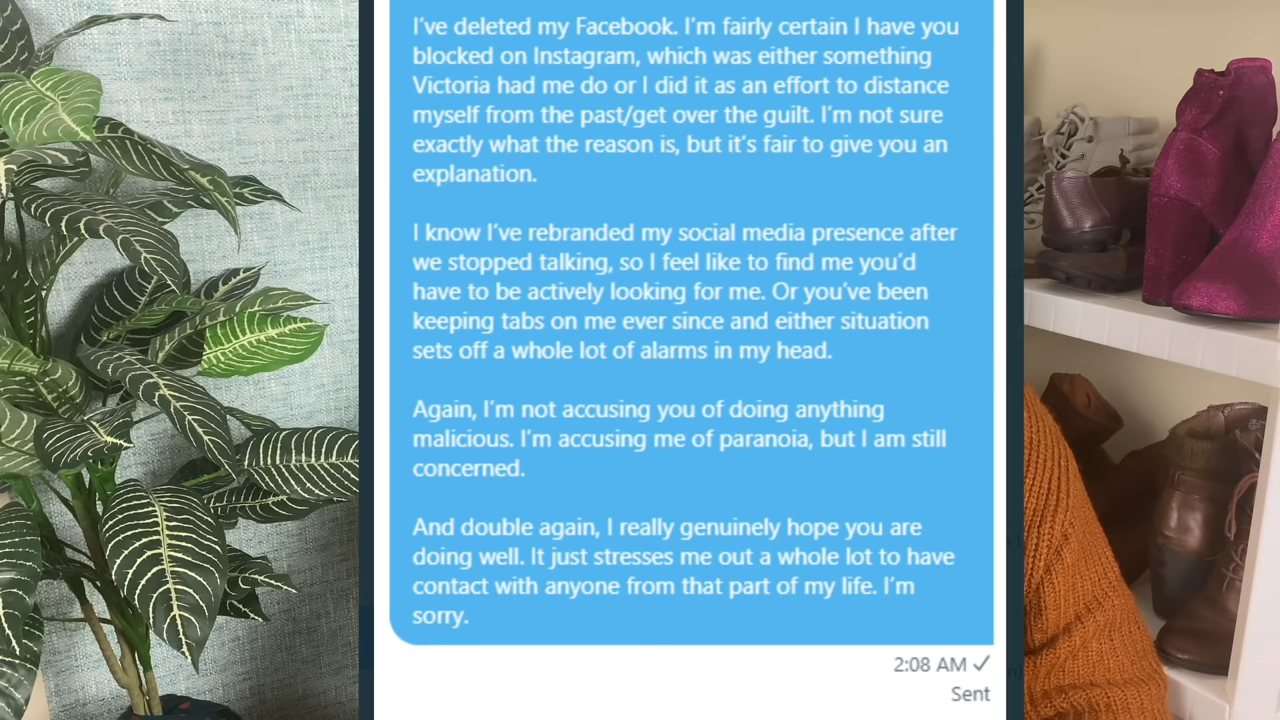 I've deleted my Facebook. I'm fairly certain I have you
blocked on Instagram, which was either something
Victoria had me do or I did it as an effort to distance
myself from the past/get over the guilt. I'm not sure
exactly what the reason is, but it's fair to give you an
explanation.
I know I've rebranded my social media presence after
we stopped talking, so I feel like to find me you'd
have to be actively looking for me. Or you've been
keeping tabs on me ever since and either situation
sets off a whole lot of alarms in my head.
Again, I'm not accusing you of doing anything
malicious. I'm accusing me of paranoia, but I am still
concerned.
And double again, I really genuinely hope you are
doing well. It just stresses me out a whole lot to have
contact with anyone from that part of my life. I'm
sorry.
2:08 AM ✓
Sent